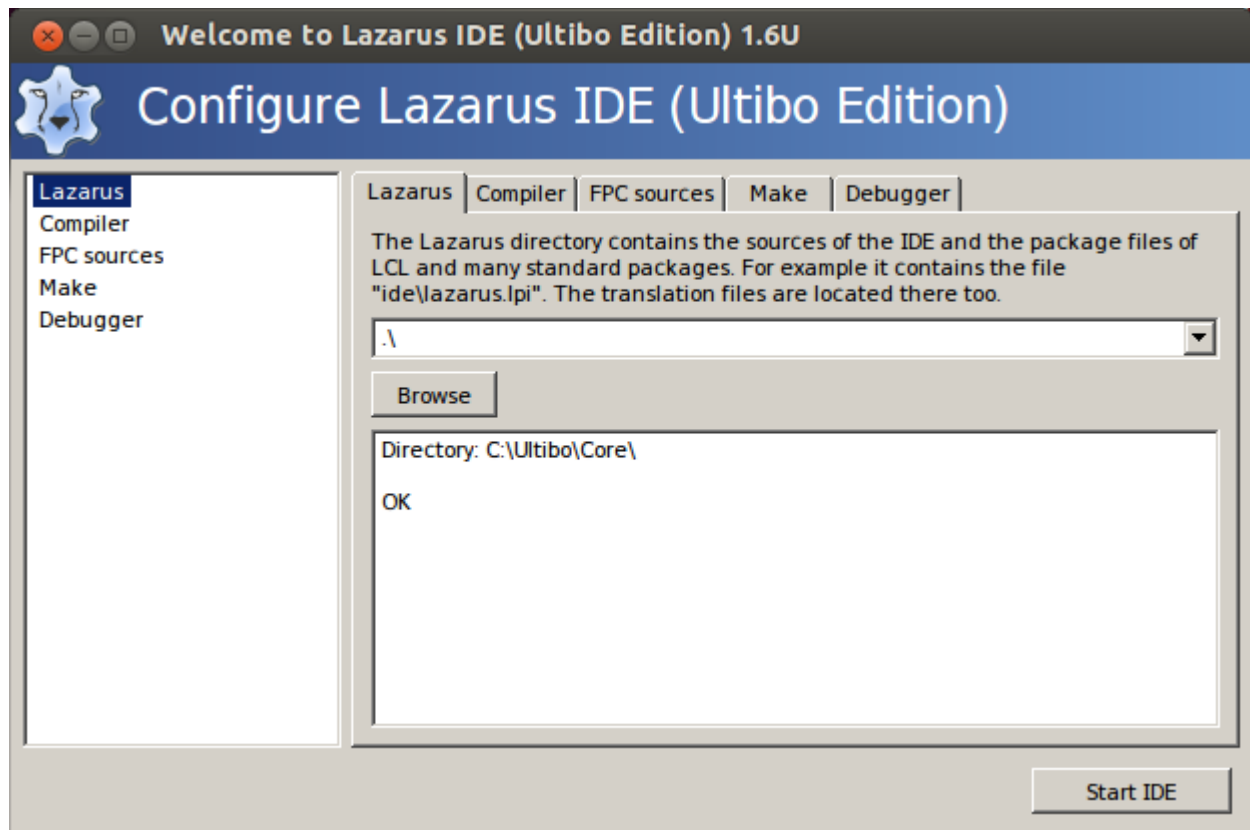 Welcome to Lazarus IDE (Ultibo Edition) 1.6U
Configure Lazarus IDE (Ultibo Edition)
Lazarus
Compiler
FPC sources
Make
Debugger
Lazarus Compiler FPC sources Make Debugger
The Lazarus directory contains the sources of the IDE and the package files of
LCL and many standard packages. For example it contains the file
"ide\lazarus.lpi". The translation files are located there too.
.\
Browse
Directory: C:\Ultibo\Core\
OK
Start IDE